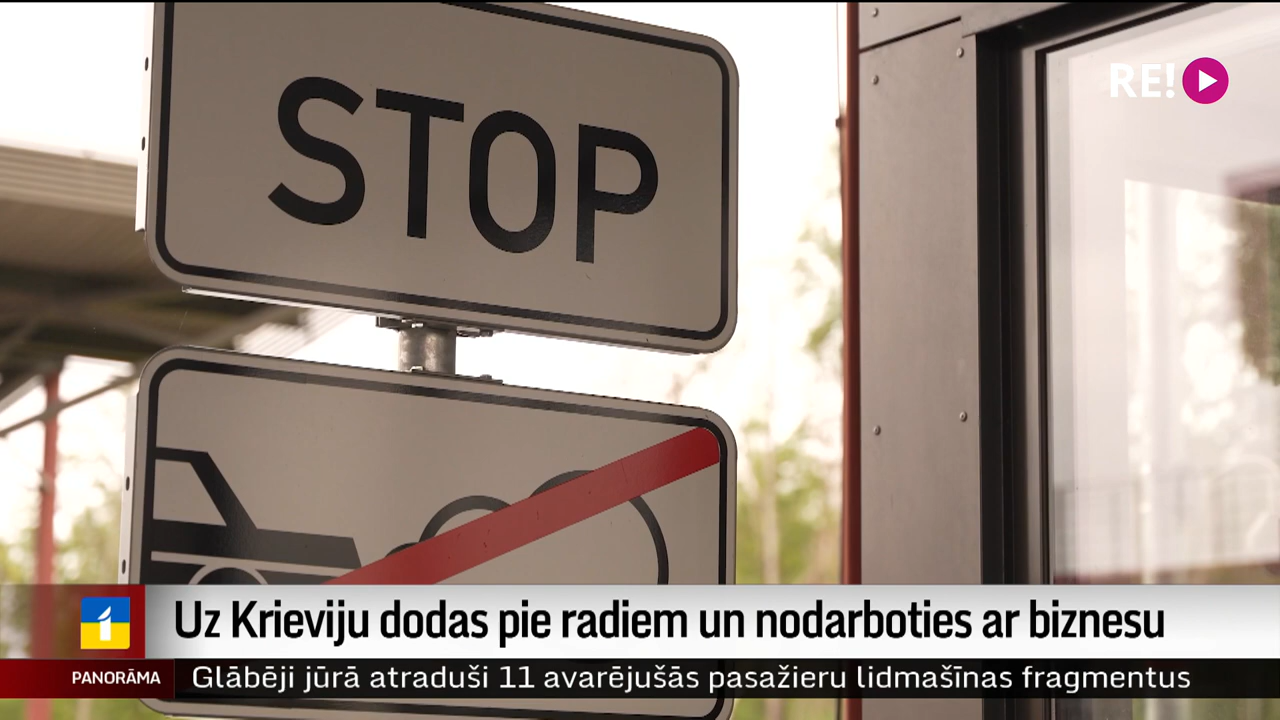 STOP
RE!
1
Uz Krieviju dodas pie radiem un nodarboties ar biznesu
PANORĀMA
Glābēji jūrā atraduši 11 avarējušās pasažieru lidmašīnas fragmentus